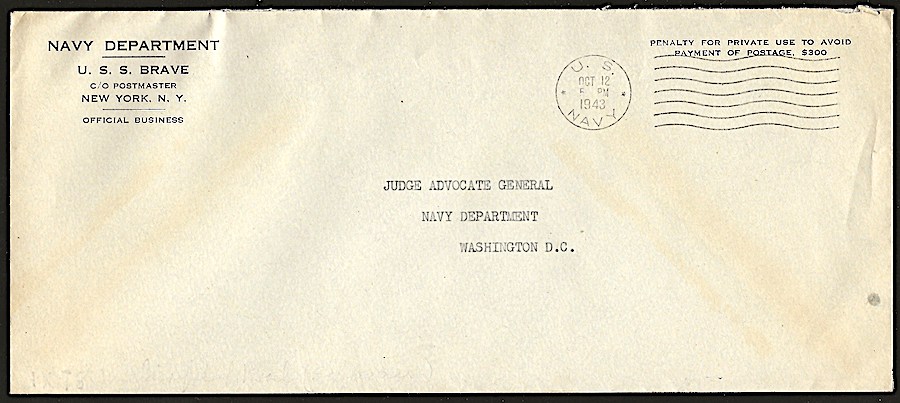 NAVY DEPARTMENT
U. S. S. BRAVE
C/O POSTMASTER
NEW YORK, N. Y.
OFFICIAL BUSINESS
U. S.
OCT 12
5 PM
1943
NAVY
PENALTY FOR PRIVATE USE TO AVOID
PAYMENT OF POSTAGE, $300
JUDGE ADVOCATE GENERAL
NAVY DEPARTMENT
WASHINGTON D.C.